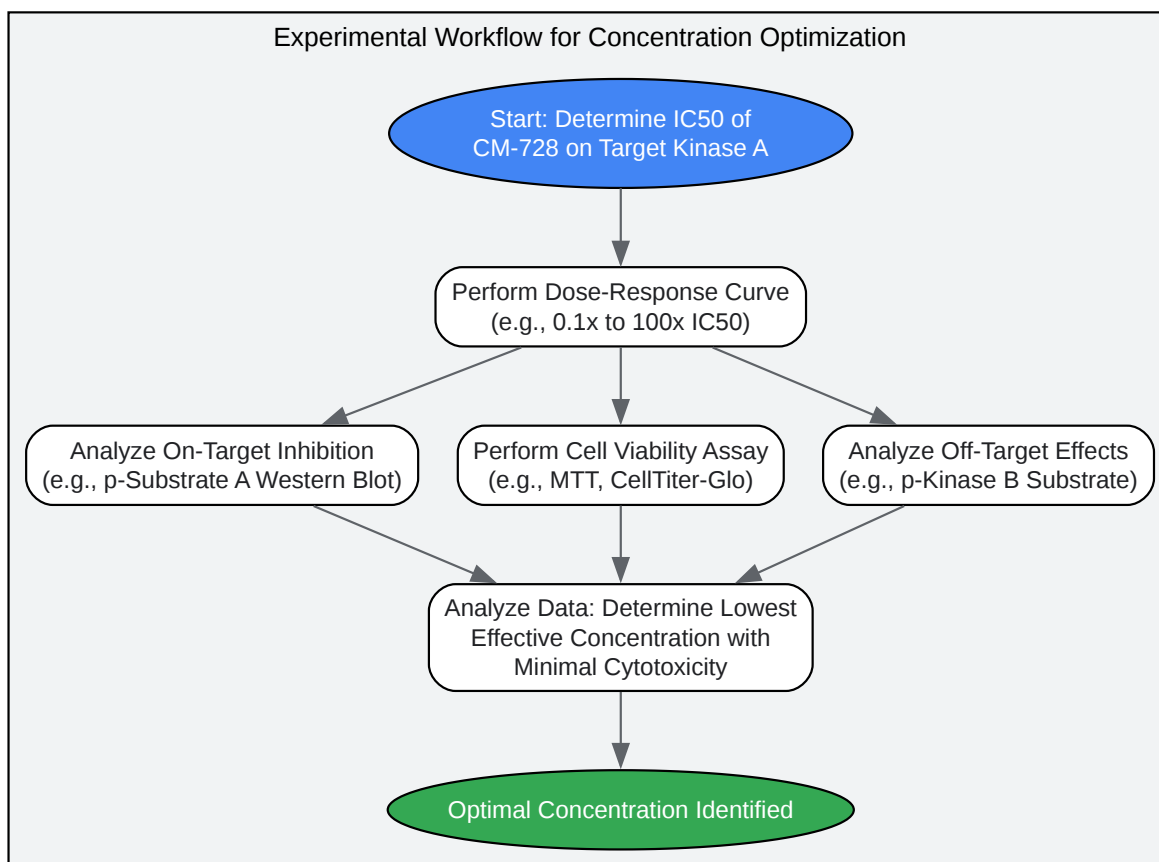 Experimental Workflow for Concentration Optimization
Start: Determine IC50 of
CM-728 on Target Kinase A
Perform Dose-Response Curve
(e.g., 0.1x to 100x IC50)
Analyze On-Target Inhibition
(e.g., p-Substrate A Western Blot)
Perform Cell Viability Assay
(e.g., MTT, CellTiter-Glo)
Analyze Off-Target Effects
(e.g., p-Kinase B Substrate)
Analyze Data: Determine Lowest
Effective Concentration with
Minimal Cytotoxicity
Optimal Concentration Identified